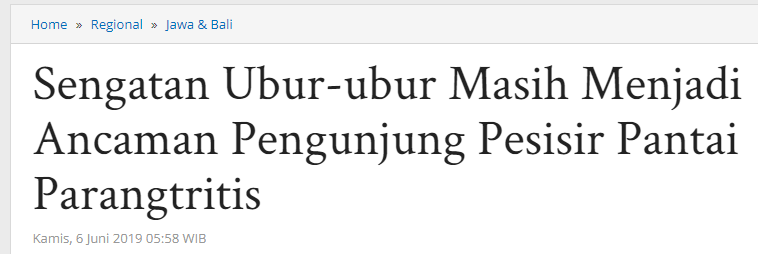 Home » Regional » Jawa & Bali
Sengatan Ubur-ubur Masih Menjadi
Ancaman Pengunjung Pesisir Pantai
Parangtritis
Kamis, 6 Juni 2019 05:58 WIB